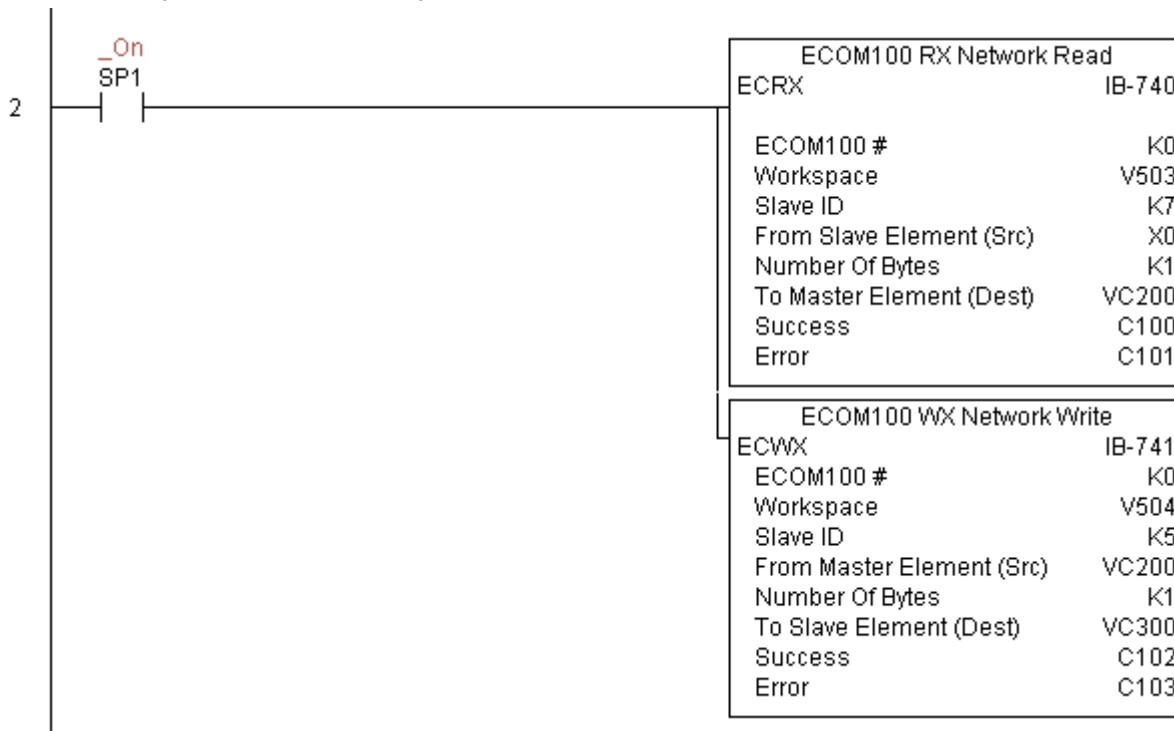 _On
SP1
2
ECOM100 RX Network Read
ECRX IB-740
ECOM100 # K0
Workspace V503
Slave ID K7
From Slave Element (Src) X0
Number Of Bytes K1
To Master Element (Dest) VC200
Success C100
Error C101
ECOM100 WX Network Write
ECWX IB-741
ECOM100 # K0
Workspace V504
Slave ID K5
From Master Element (Src) VC200
Number Of Bytes K1
To Slave Element (Dest) VC300
Success C102
Error C103